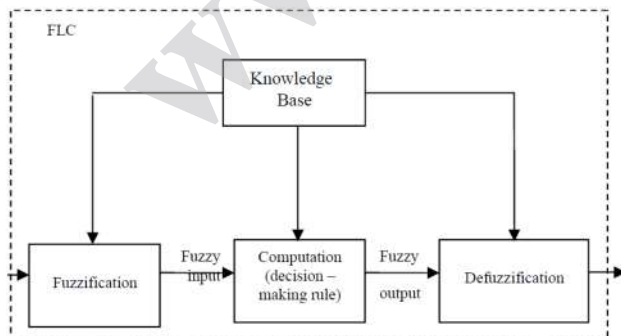 FLC
Knowledge
Base
Fuzzification
Fuzzy
input
Computation
(decision –
making rule)
Fuzzy
output
Defuzzification